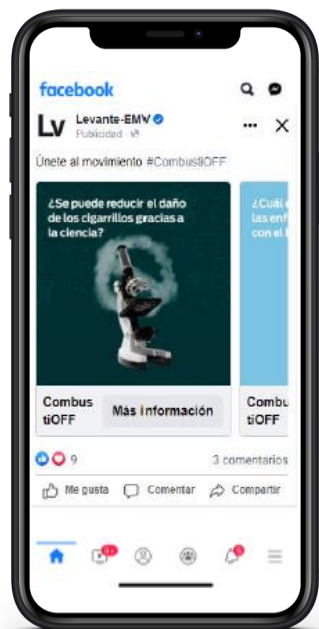 facebook
Lv Levante-EMV
Publicidad
Únete al movimiento #CombustiOFF
¿Se puede reducir el daño
de los cigarrillos gracias a
la ciencia?
¿Cuál
las enf
con el
Combus
tiOFF
Más información
Combu
tiOFF
9
3 comentarios
Me gusta
Comentar
Compartir